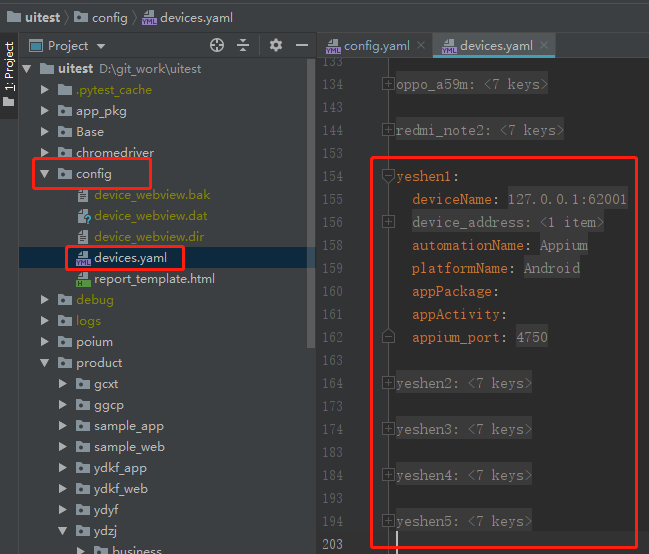 uitest > config > devices.yaml
1: Project
Project
config.yaml
devices.yaml
uitest D:\git_work\uitest
.pytest_cache
app_pkg
Base
chromedriver
config
device_webview.bak
device_webview.dat
device_webview.dir
devices.yaml
report_template.html
debug
logs
poium
product
gcxt
ggcp
sample_app
sample_web
ydkf_app
ydkf_web
ydyf
ydzj
business
133
134 oppo_a59m: <7 keys>
143
144 redmi_note2: <7 keys>
153
154 yeshen1:
155 deviceName: 127.0.0.1:62001
156 device_address: <1 item>
158 automationName: Appium
159 platformName: Android
160 appPackage:
161 appActivity:
162 appium_port: 4750
163
164 yeshen2: <7 keys>
173
174 yeshen3: <7 keys>
183
184 yeshen4: <7 keys>
193
194 yeshen5: <7 keys>
203